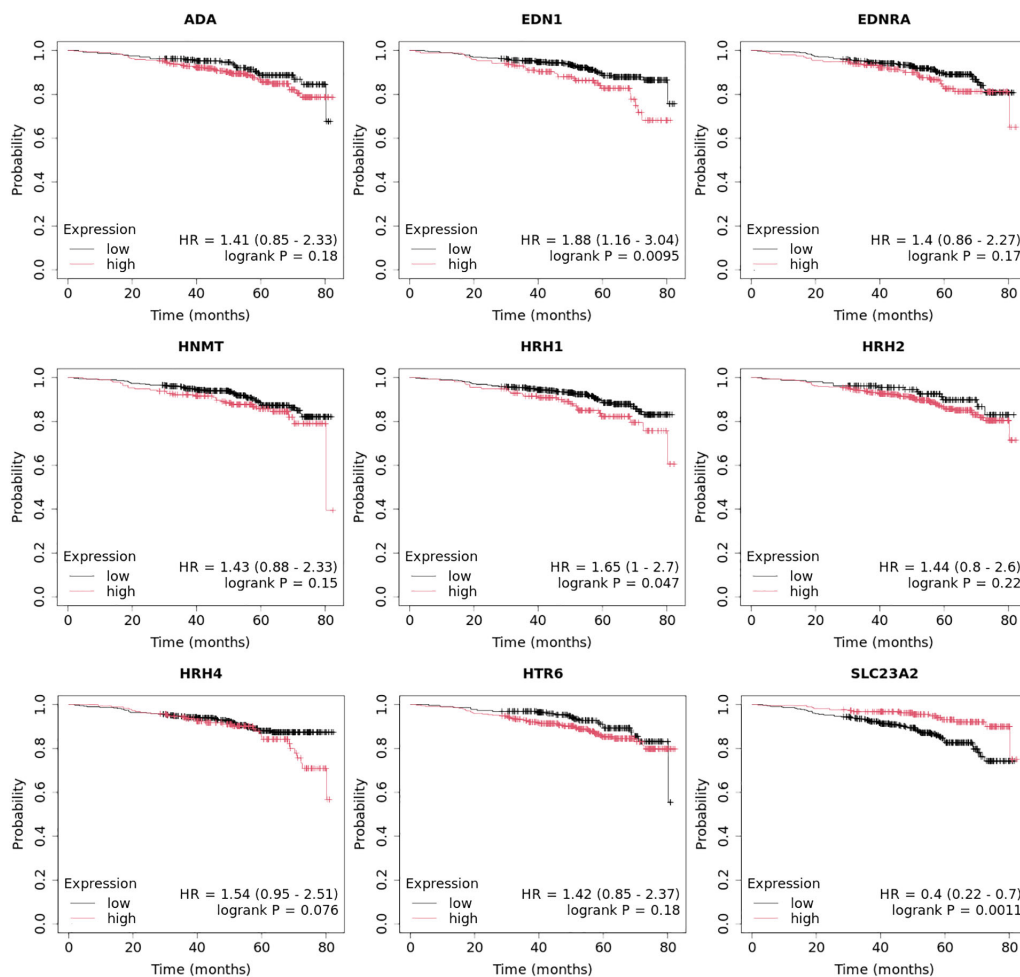 ADA
Probability
1.0
0.8
0.6
0.4
0.2
0.0
Expression
low
high
HR = 1.41 (0.85 - 2.33)
logrank P = 0.18
0 20 40 60 80
Time (months)
EDN1
Probability
1.0
0.8
0.6
0.4
0.2
0.0
Expression
low
high
HR = 1.88 (1.16 - 3.04)
logrank P = 0.0095
0 20 40 60 80
Time (months)
EDNRA
Probability
1.0
0.8
0.6
0.4
0.2
0.0
Expression
low
high
HR = 1.4 (0.86 - 2.27)
logrank P = 0.17
0 20 40 60 80
Time (months)
HNMT
Probability
1.0
0.8
0.6
0.4
0.2
0.0
Expression
low
high
HR = 1.43 (0.88 - 2.33)
logrank P = 0.15
0 20 40 60 80
Time (months)
HRH1
Probability
1.0
0.8
0.6
0.4
0.2
0.0
Expression
low
high
HR = 1.65 (1 - 2.7)
logrank P = 0.047
0 20 40 60 80
Time (months)
HRH2
Probability
1.0
0.8
0.6
0.4
0.2
0.0
Expression
low
high
HR = 1.44 (0.8 - 2.6)
logrank P = 0.22
0 20 40 60 80
Time (months)
HRH4
Probability
1.0
0.8
0.6
0.4
0.2
0.0
Expression
low
high
HR = 1.54 (0.95 - 2.51)
logrank P = 0.076
0 20 40 60 80
Time (months)
HTR6
Probability
1.0
0.8
0.6
0.4
0.2
0.0
Expression
low
high
HR = 1.42 (0.85 - 2.37)
logrank P = 0.18
0 20 40 60 80
Time (months)
SLC23A2
Probability
1.0
0.8
0.6
0.4
0.2
0.0
Expression
low
high
HR = 0.4 (0.22 - 0.7)
logrank P = 0.0011
0 20 40 60 80
Time (months)